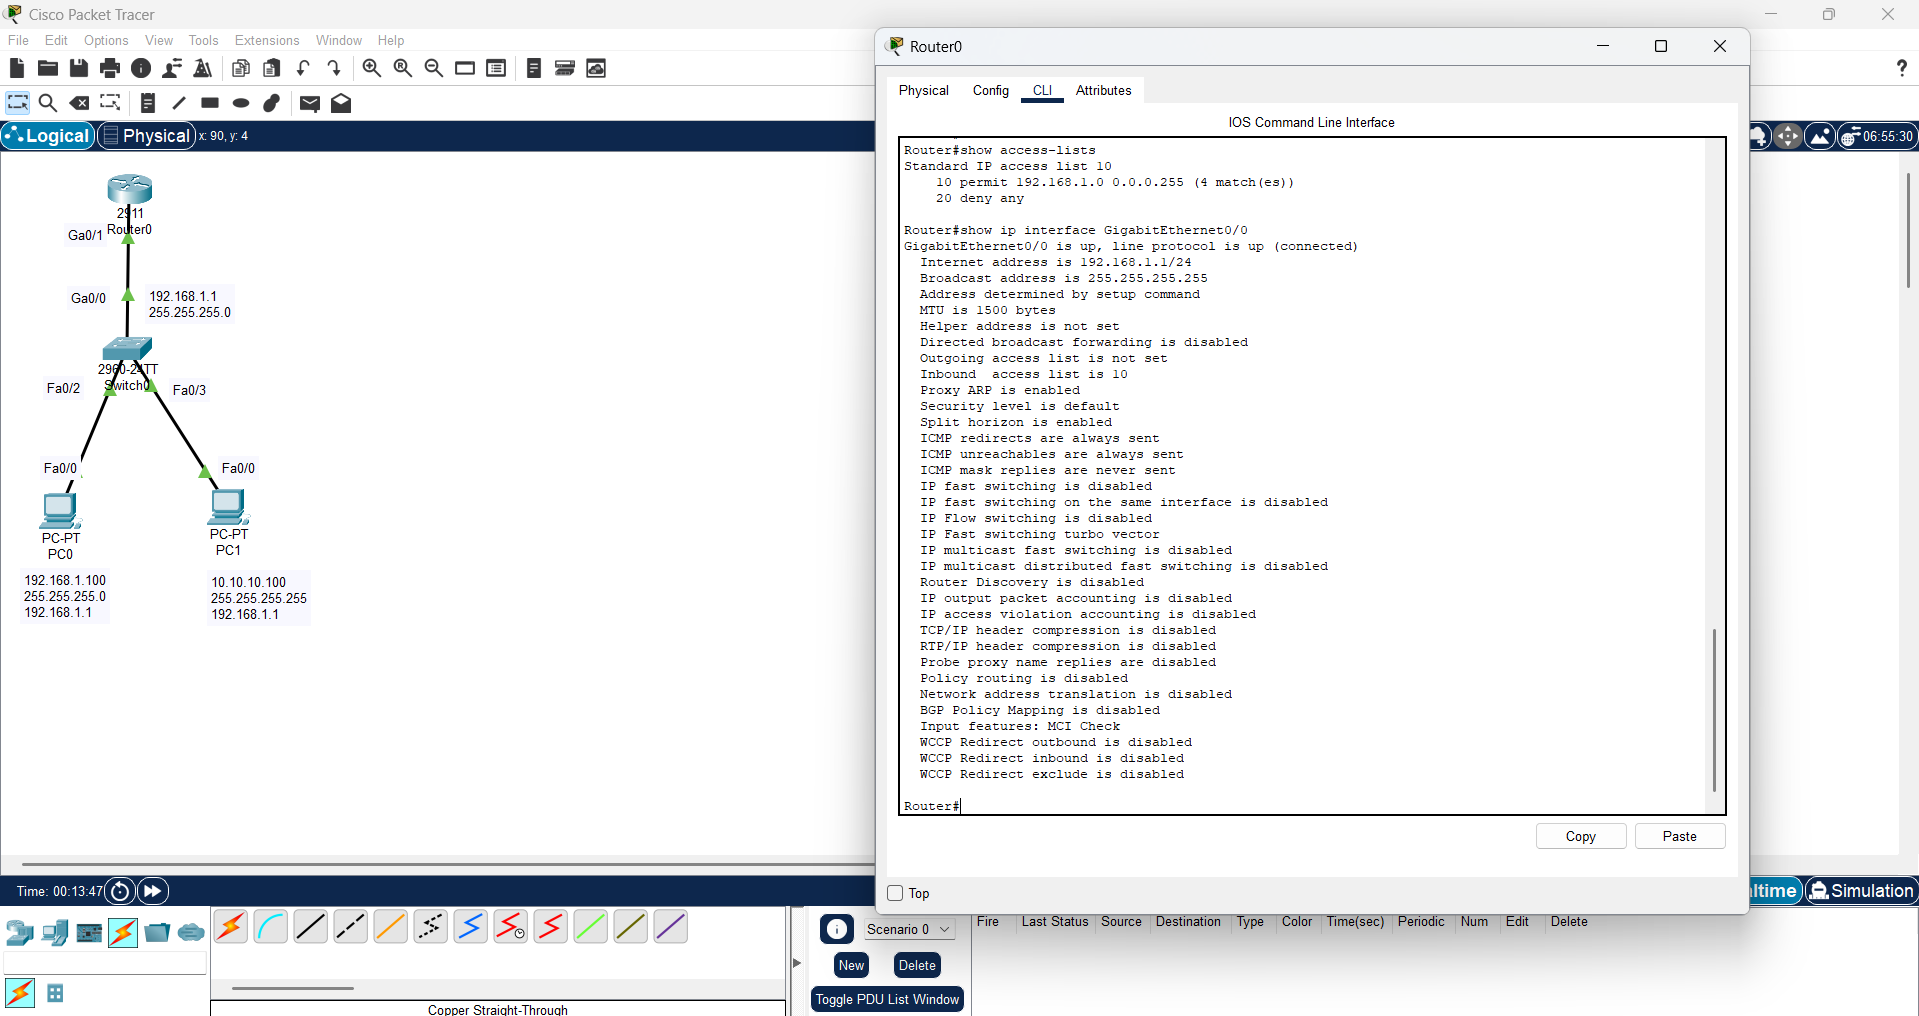 Cisco Packet Tracer
File Edit Options View Tools Extensions Window Help
Logical Physical x: 90, y: 4
06:55:30
2911
Router0
Ga0/1
Ga0/0
192.168.1.1
255.255.255.0
2960-24TT
Switch0
Fa0/2
Fa0/3
Fa0/0
Fa0/0
PC-PT
PC0
PC-PT
PC1
192.168.1.100
255.255.255.0
192.168.1.1
10.10.10.100
255.255.255.255
192.168.1.1
Router0
Physical Config CLI Attributes
IOS Command Line Interface
Router#show access-lists
Standard IP access list 10
10 permit 192.168.1.0 0.0.0.255 (4 match(es))
20 deny any
Router#show ip interface GigabitEthernet0/0
GigabitEthernet0/0 is up, line protocol is up (connected)
Internet address is 192.168.1.1/24
Broadcast address is 255.255.255.255
Address determined by setup command
MTU is 1500 bytes
Helper address is not set
Directed broadcast forwarding is disabled
Outgoing access list is not set
Inbound  access list is 10
Proxy ARP is enabled
Security level is default
Split horizon is enabled
ICMP redirects are always sent
ICMP unreachables are always sent
ICMP mask replies are never sent
IP fast switching is disabled
IP fast switching on the same interface is disabled
IP Flow switching is disabled
IP Fast switching turbo vector
IP multicast fast switching is disabled
IP multicast distributed fast switching is disabled
Router Discovery is disabled
IP output packet accounting is disabled
IP access violation accounting is disabled
TCP/IP header compression is disabled
RTP/IP header compression is disabled
Probe proxy name replies are disabled
Policy routing is disabled
Network address translation is disabled
BGP Policy Mapping is disabled
Input features: MCI Check
WCCP Redirect outbound is disabled
WCCP Redirect inbound is disabled
WCCP Redirect exclude is disabled
Router#
Copy Paste
Top
Time: 00:13:47
ltime Simulation
Scenario 0
New Delete
Toggle PDU List Window
Fire Last Status Source Destination Type Color Time(sec) Periodic Num Edit Delete
Copper Straight-Through